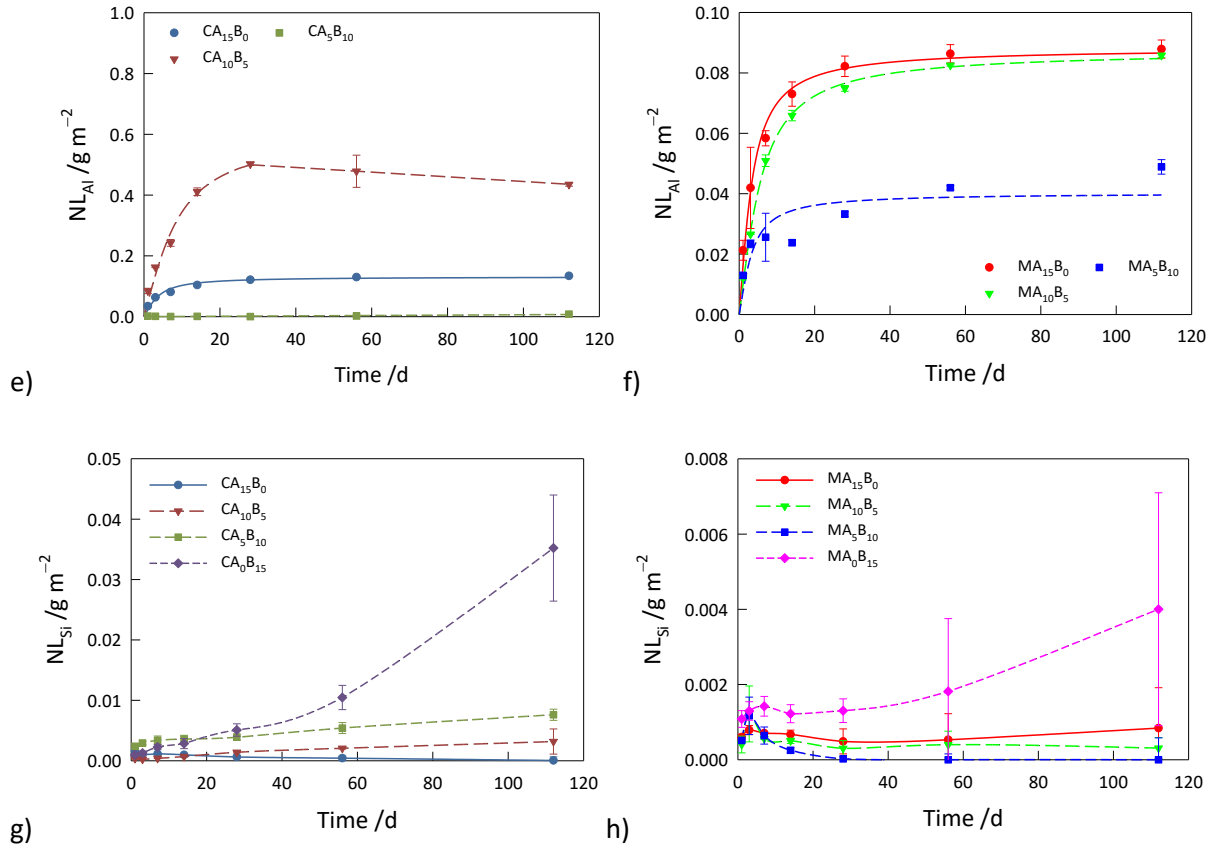 1.0
0.8
0.6
0.4
0.2
0.0
NL_Al /g m⁻²
CA₁₅B₀ CA₅B₁₀
CA₁₀B₅
0 20 40 60 80 100 120
Time /d
e)
0.10
0.08
0.06
0.04
0.02
0.00
NL_Al /g m⁻²
MA₁₅B₀ MA₅B₁₀
MA₁₀B₅
0 20 40 60 80 100 120
Time /d
f)
0.05
0.04
0.03
0.02
0.01
0.00
NL_Si /g m⁻²
CA₁₅B₀
CA₁₀B₅
CA₅B₁₀
CA₀B₁₅
0 20 40 60 80 100 120
Time /d
g)
0.008
0.006
0.004
0.002
0.000
NL_Si /g m⁻²
MA₁₅B₀
MA₁₀B₅
MA₅B₁₀
MA₀B₁₅
0 20 40 60 80 100 120
Time /d
h)